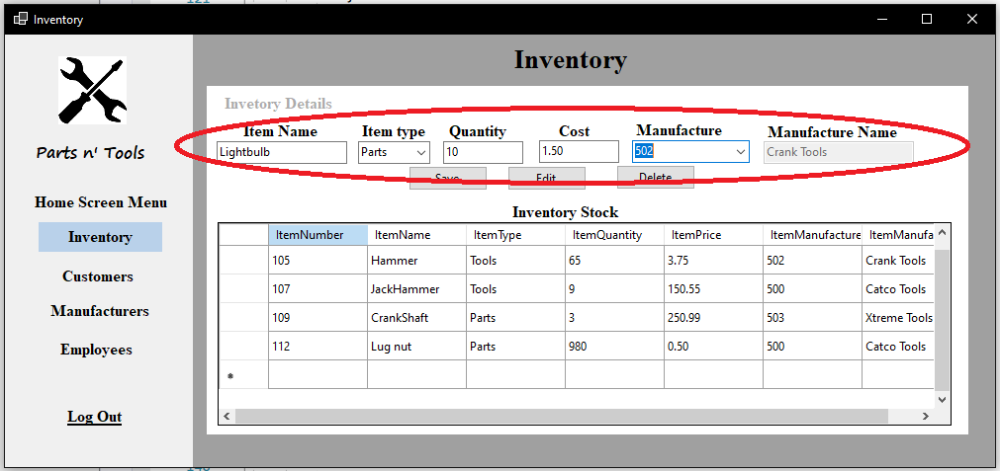 121
Inventory
Parts n' Tools
Home Screen Menu
Inventory
Customers
Manufacturers
Employees
Log Out
Inventory
Invetory Details
Item Name Item type Quantity Cost Manufacture Manufacture Name
Lightbulb Parts 10 1.50 502 Crank Tools
Save Edit Delete
Inventory Stock
ItemNumber ItemName ItemType ItemQuantity ItemPrice ItemManufacture ItemManufa
105 Hammer Tools 65 3.75 502 Crank Tools
107 JackHammer Tools 9 150.55 500 Catco Tools
109 CrankShaft Parts 3 250.99 503 Xtreme Tools
112 Lug nut Parts 980 0.50 500 Catco Tools
*